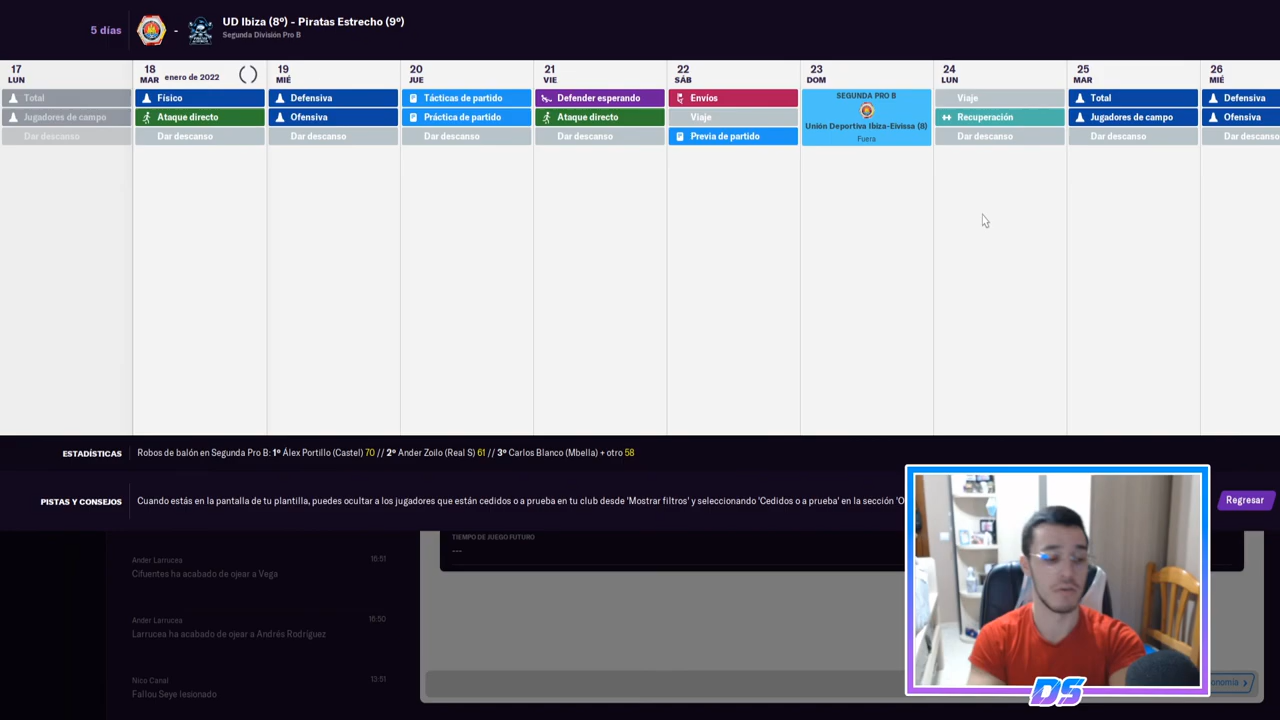 5 días
-
UD Ibiza (8º) - Piratas Estrecho (9º)
Segunda División Pro B
17
LUN
18
MAR enero de 2022
19
MIÉ
20
JUE
21
VIE
22
SÁB
23
DOM
24
LUN
25
MAR
26
MIÉ
Total
Jugadores de campo
Dar descanso
Físico
Ataque directo
Dar descanso
Defensiva
Ofensiva
Dar descanso
Tácticas de partido
Práctica de partido
Dar descanso
Defender esperando
Ataque directo
Dar descanso
Envíos
Viaje
Previa de partido
SEGUNDA PRO B
Unión Deportiva Ibiza-Eivissa (8)
Fuera
Viaje
Recuperación
Dar descanso
Total
Jugadores de campo
Dar descanso
Defensiva
Ofensiva
Dar descanso
ESTADÍSTICAS Robos de balón en Segunda Pro B: 1º Álex Portillo (Castel) 70 // 2º Ander Zoilo (Real S) 61 // 3º Carlos Blanco (Mbella) + otro 58
PISTAS Y CONSEJOS Cuando estás en la pantalla de tu plantilla, puedes ocultar a los jugadores que están cedidos o a prueba en tu club desde 'Mostrar filtros' y seleccionando 'Cedidos o a prueba' en la sección 'O
Regresar
TIEMPO DE JUEGO FUTURO
---
Ander Larrucea 16:51
Cifuentes ha acabado de ojear a Vega
Ander Larrucea 16:50
Larrucea ha acabado de ojear a Andrés Rodríguez
Nico Canal 13:51
Fallou Seye lesionado
onomía
DS